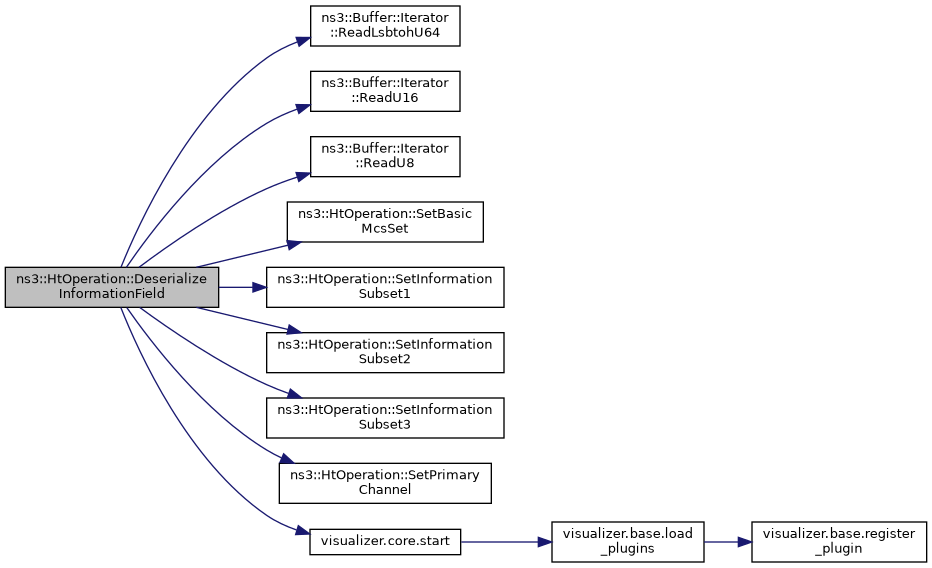 ns3::Buffer::Iterator
::ReadLsbtohU64
ns3::Buffer::Iterator
::ReadU16
ns3::Buffer::Iterator
::ReadU8
ns3::HtOperation::SetBasic
McsSet
ns3::HtOperation::Deserialize
InformationField
ns3::HtOperation::SetInformation
Subset1
ns3::HtOperation::SetInformation
Subset2
ns3::HtOperation::SetInformation
Subset3
ns3::HtOperation::SetPrimary
Channel
visualizer.core.start
visualizer.base.load
_plugins
visualizer.base.register
_plugin